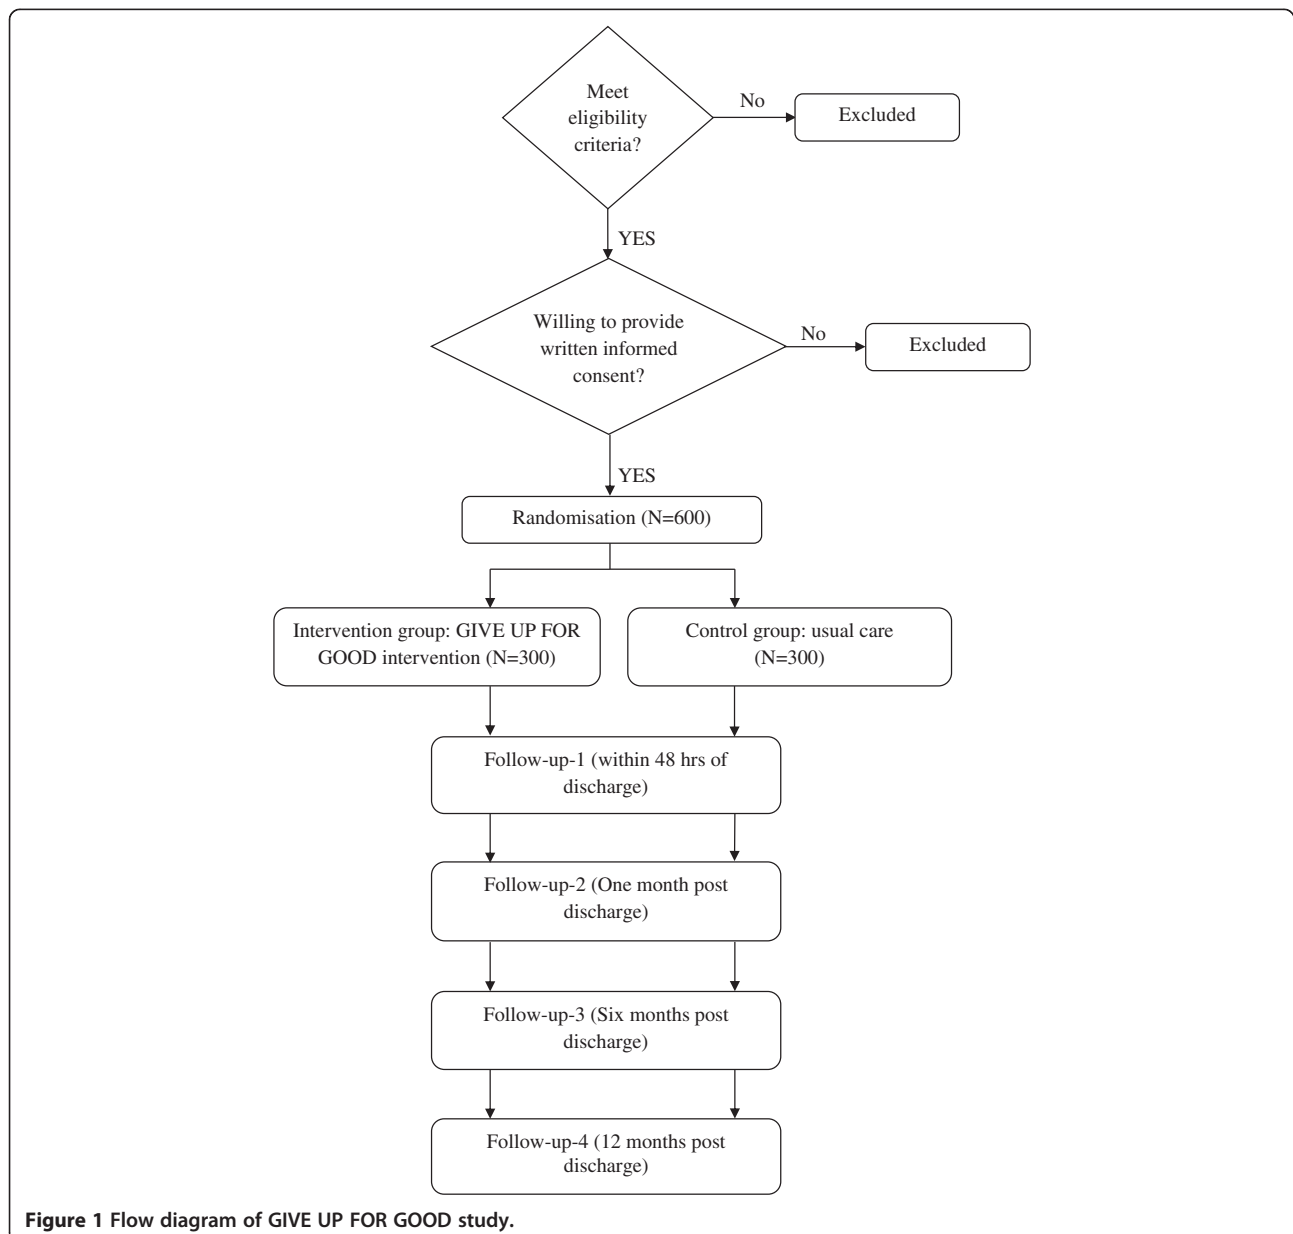 Meet
eligibility
criteria?
No
Excluded
YES
Willing to provide
written informed
consent?
No
Excluded
YES
Randomisation (N=600)
Intervention group: GIVE UP FOR
GOOD intervention (N=300)
Control group: usual care
(N=300)
Follow-up-1 (within 48 hrs of
discharge)
Follow-up-2 (One month post
discharge)
Follow-up-3 (Six months post
discharge)
Follow-up-4 (12 months post
discharge)
Figure 1 Flow diagram of GIVE UP FOR GOOD study.